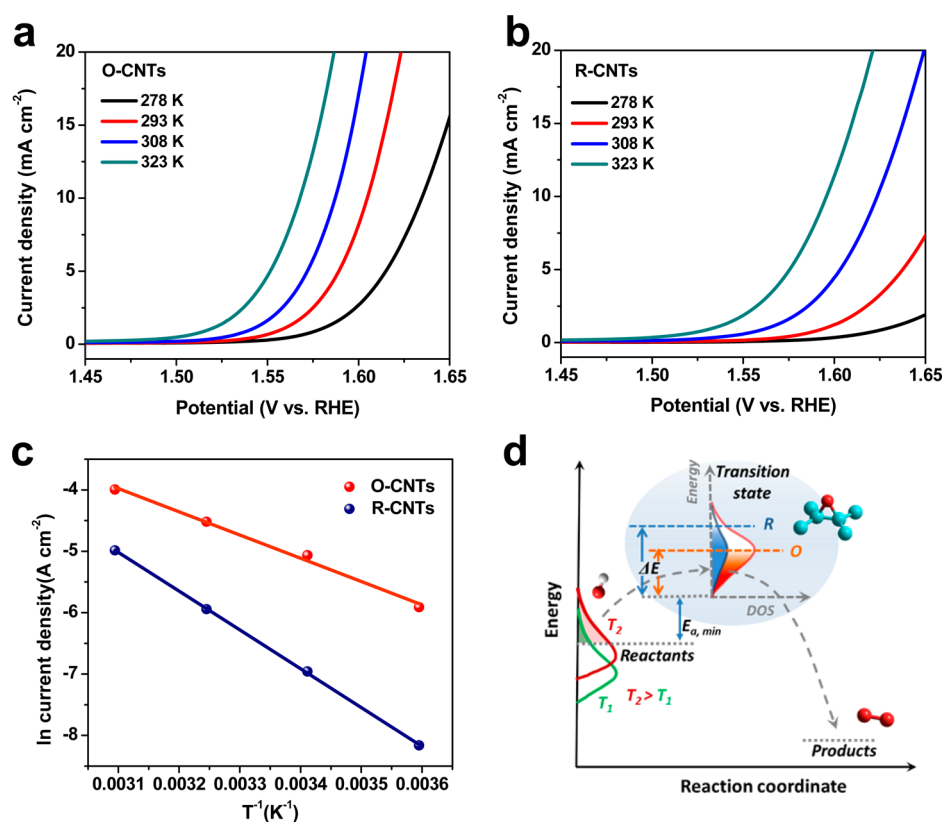 a
O-CNTs
278 K
293 K
308 K
323 K
20
15
10
5
0
Current density (mA cm⁻²)
1.45 1.50 1.55 1.60 1.65
Potential (V vs. RHE)
b
R-CNTs
278 K
293 K
308 K
323 K
20
15
10
5
0
Current density (mA cm⁻²)
1.45 1.50 1.55 1.60 1.65
Potential (V vs. RHE)
c
O-CNTs
R-CNTs
-4
-5
-6
-7
-8
ln current density(A cm⁻²)
0.0031 0.0032 0.0033 0.0034 0.0035 0.0036
T⁻¹(K⁻¹)
d
Transition
state
Energy
R
O
ΔE
DOS
Eₐ, ₘᵢₙ
Energy
T₂
Reactants
T₁
T₂ > T₁
Products
Reaction coordinate